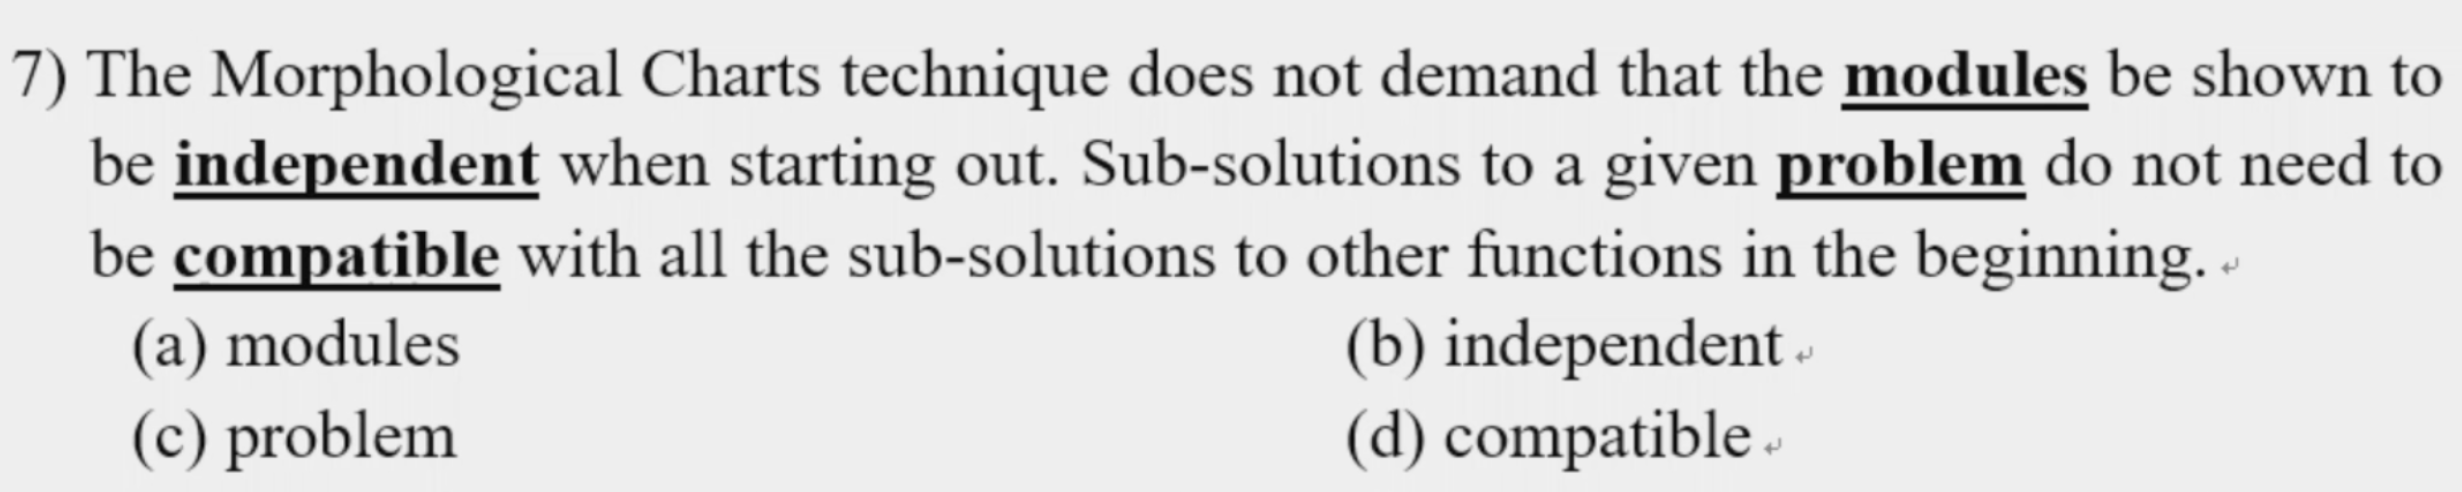 7) The Morphological Charts technique does not demand that the modules be shown to
be independent when starting out. Sub-solutions to a given problem do not need to
be compatible with all the sub-solutions to other functions in the beginning. ↵
(a) modules (b) independent ↵
(c) problem (d) compatible ↵